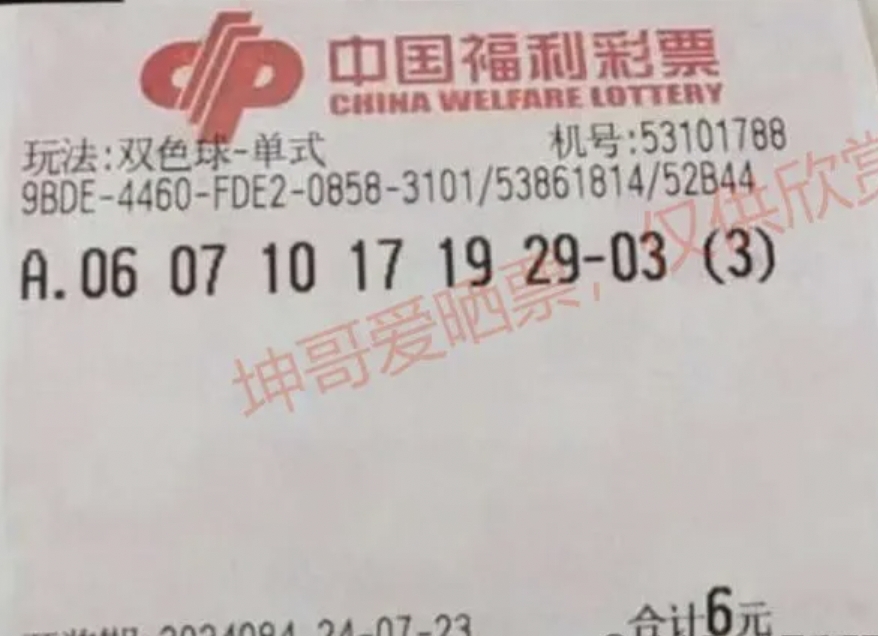 中国福利彩票
CHINA WELFARE LOTTERY
玩法:双色球-单式 机号:53101788
9BDE-4460-FDE2-0858-3101/53861814/52B44
A.06 07 10 17 19 29-03 (3)
坤哥爱晒票,仅供欣赏
2024084 24-07-23 合计6元